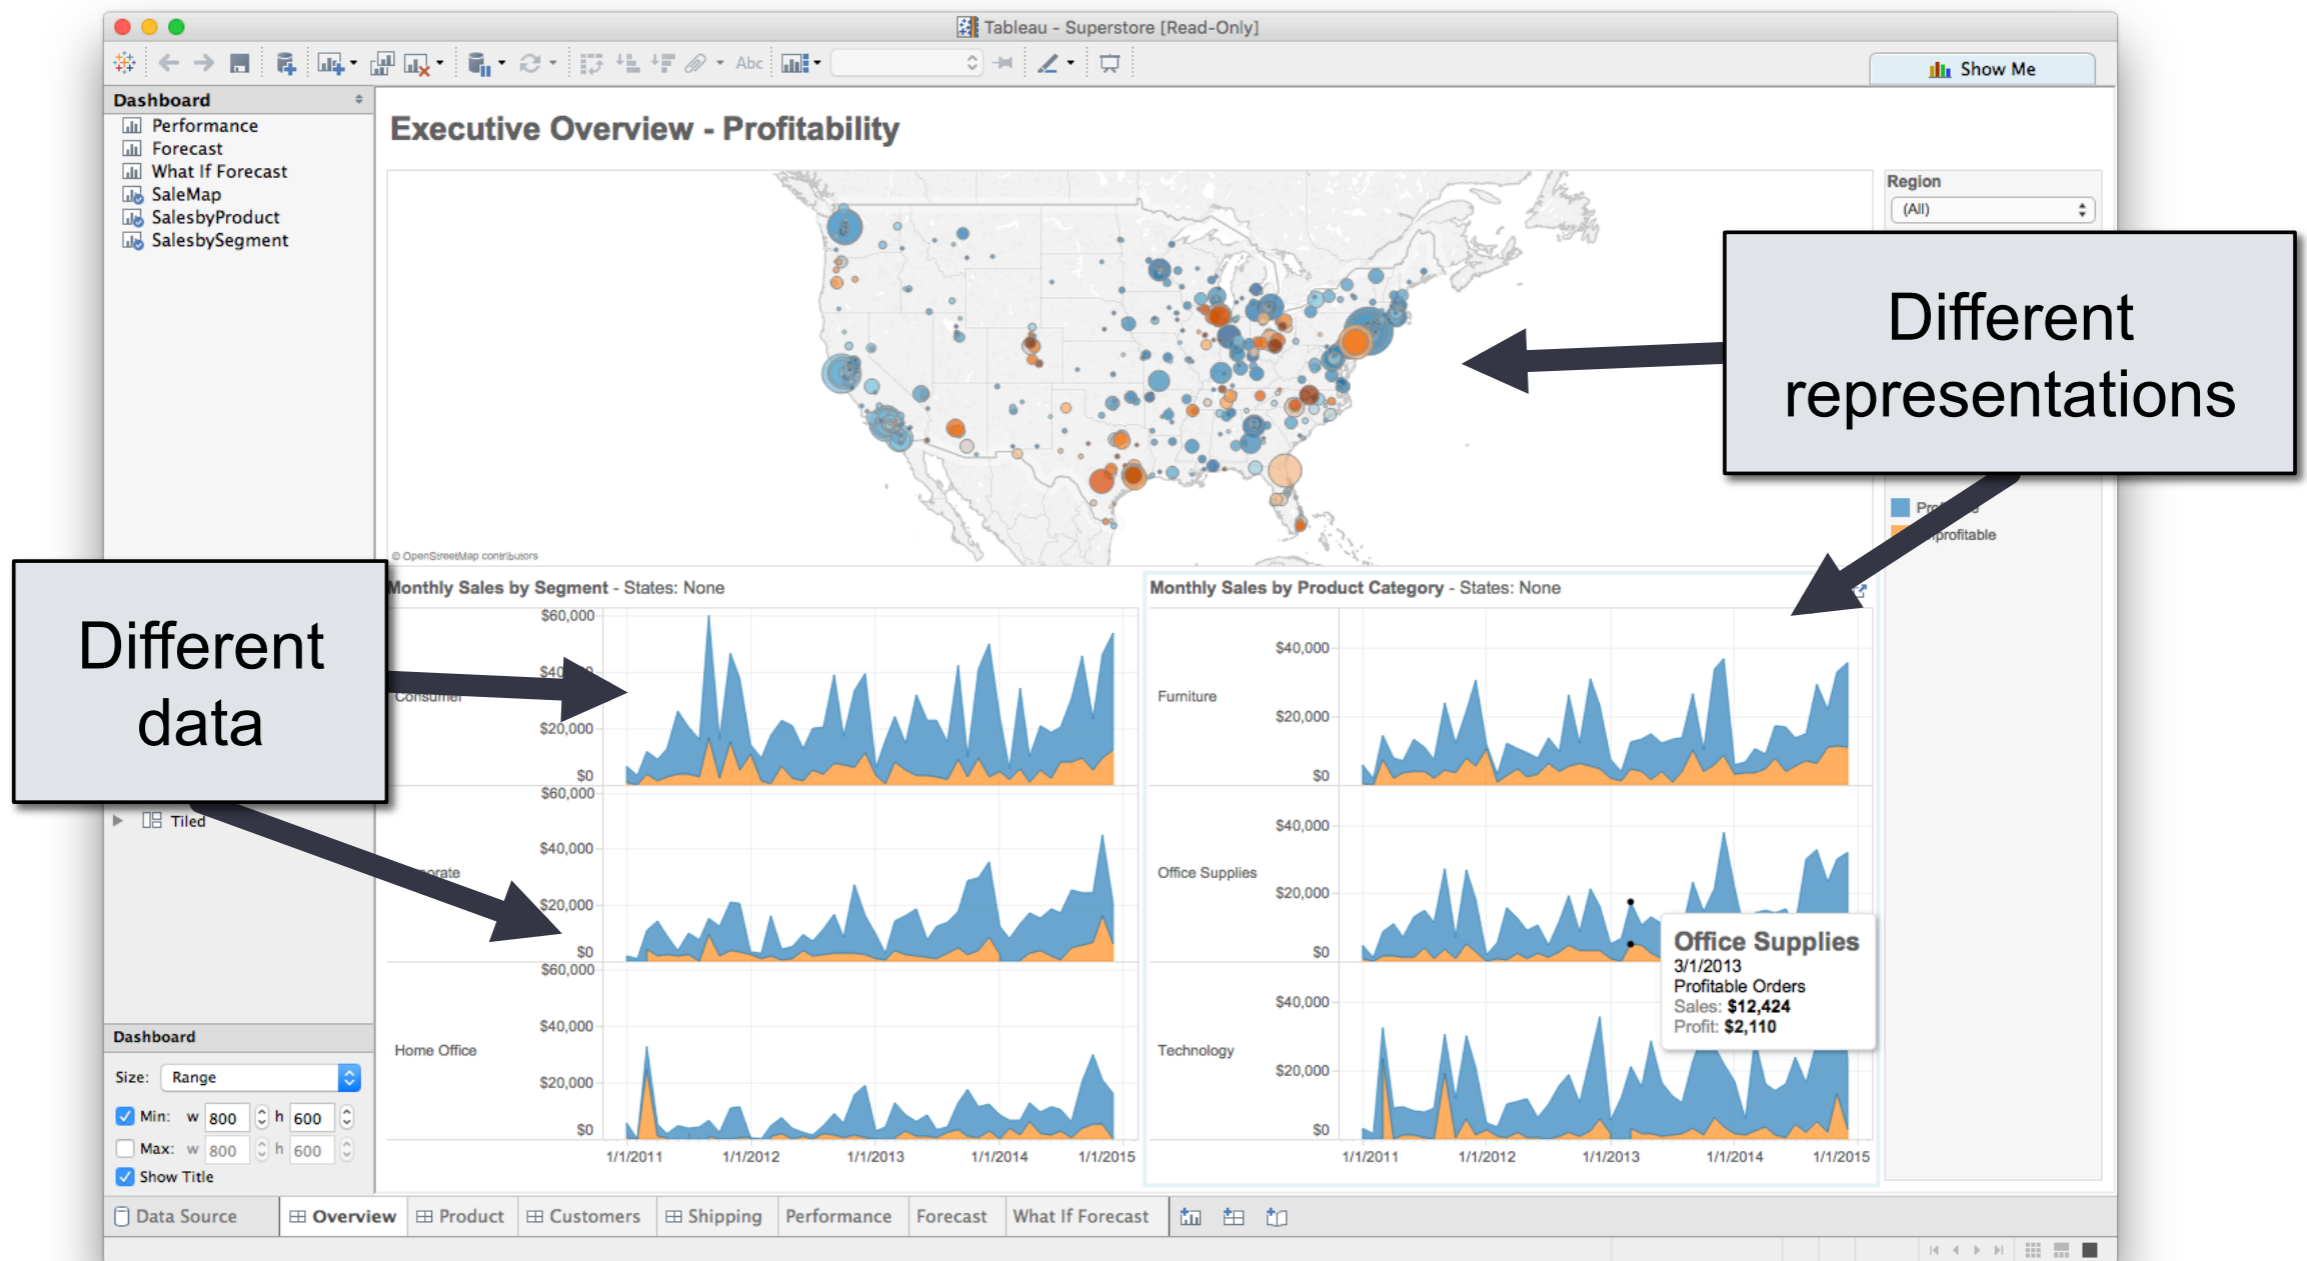 Tableau - Superstore [Read-Only]
Abc
Show Me
Dashboard
Performance
Forecast
What If Forecast
SaleMap
SalesbyProduct
SalesbySegment
Executive Overview - Profitability
Region
(All)
Different
representations
© OpenStreetMap contributors
Different
data
Monthly Sales by Segment - States: None
$60,000
$20,000
$0
$60,000
$40,000
$20,000
$0
$60,000
Home Office
$40,000
$20,000
$0
1/1/2011
1/1/2012
1/1/2013
1/1/2014
1/1/2015
Monthly Sales by Product Category - States: None
Furniture
$40,000
$20,000
$0
Office Supplies
$40,000
$20,000
$0
Technology
$40,000
$20,000
$0
1/1/2011
1/1/2012
1/1/2013
1/1/2014
1/1/2015
Office Supplies
3/1/2013
Profitable Orders
Sales: $12,424
Profit: $2,110
Tiled
Dashboard
Size: Range
Min: w 800 h 600
Max: w 800 h 600
Show Title
Data Source
Overview
Product
Customers
Shipping
Performance
Forecast
What If Forecast